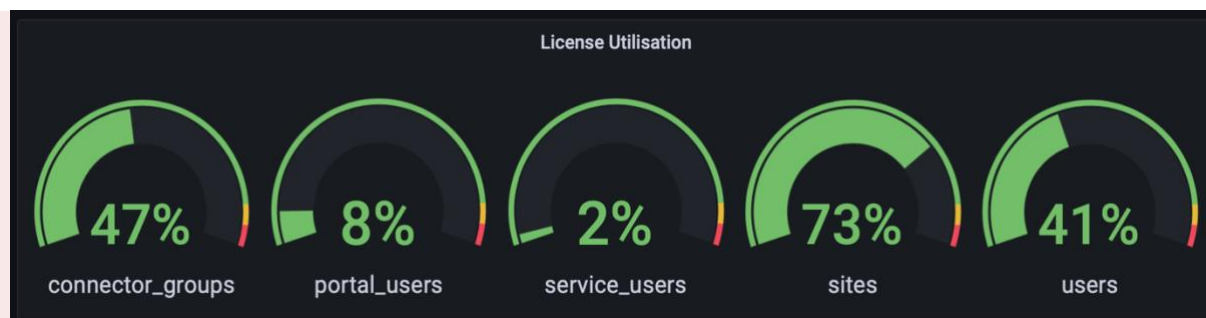 License Utilisation
47%
8%
2%
73%
41%
connector_groups
portal_users
service_users
sites
users